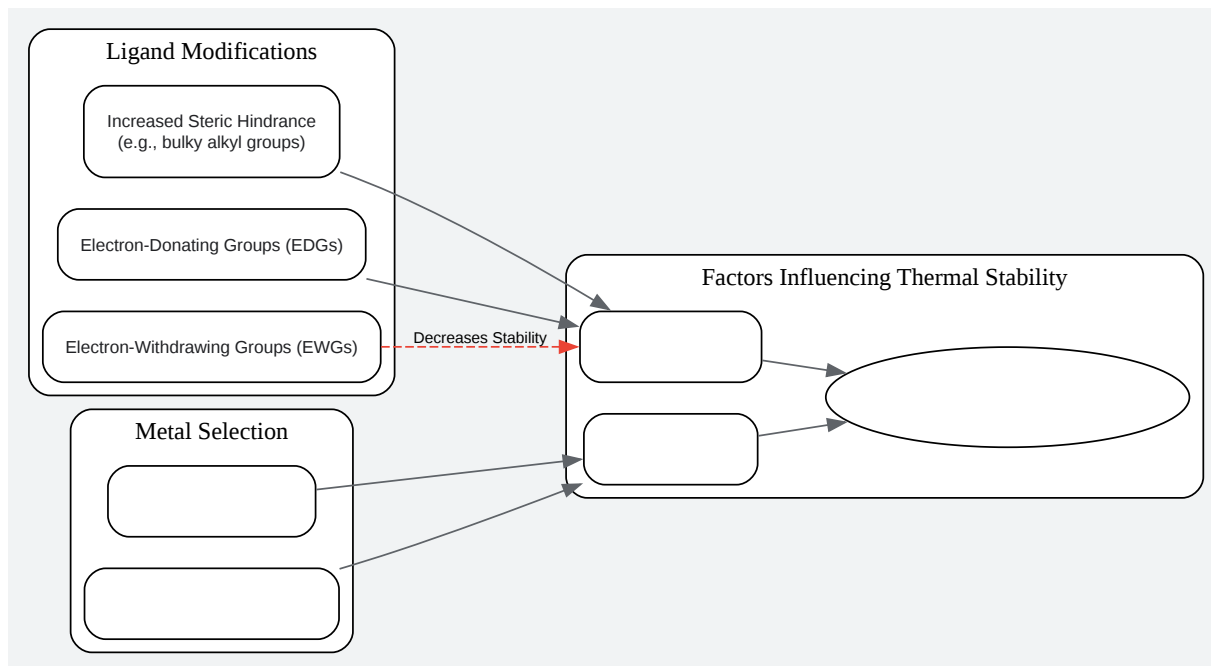 Ligand Modifications
Increased Steric Hindrance
(e.g., bulky alkyl groups)
Electron-Donating Groups (EDGs)
Electron-Withdrawing Groups (EWGs)
Decreases Stability
Factors Influencing Thermal Stability
Metal Selection